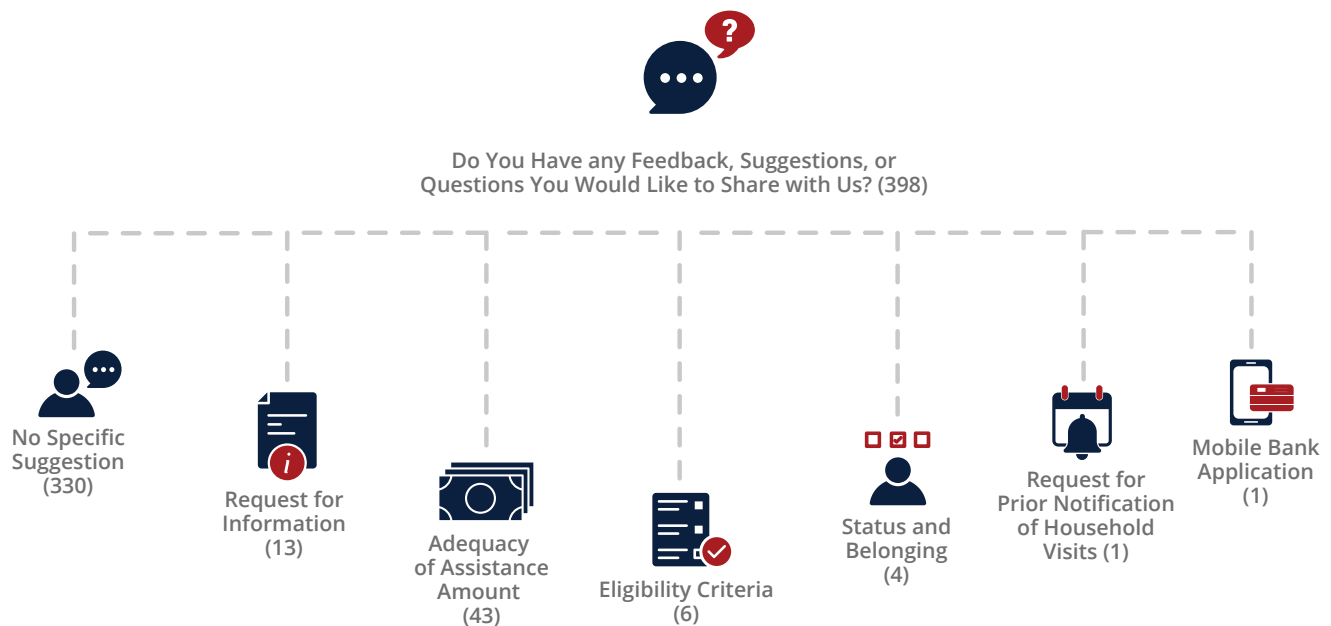 ?
Do You Have any Feedback, Suggestions, or
Questions You Would Like to Share with Us? (398)
No Specific
Suggestion
(330)
i
Request for
Information
(13)
Adequacy
of Assistance
Amount
(43)
Eligibility Criteria
(6)
Status and
Belonging
(4)
Request for
Prior Notification
of Household
Visits (1)
Mobile Bank
Application
(1)